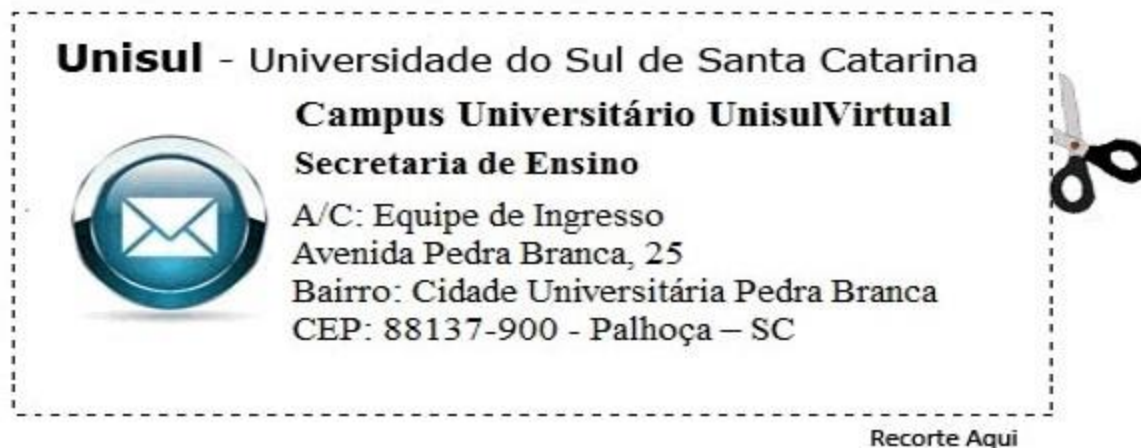 Unisul - Universidade do Sul de Santa Catarina
Campus Universitário UnisulVirtual
Secretaria de Ensino
A/C: Equipe de Ingresso
Avenida Pedra Branca, 25
Bairro: Cidade Universitária Pedra Branca
CEP: 88137-900 - Palhoça – SC
Recorte Aqui